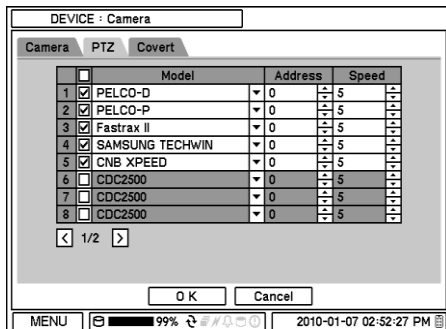 DEVICE : Camera
Camera PTZ Covert
Model Address Speed
1 PELCO-D 0 5
2 PELCO-P 0 5
3 Fastrax II 0 5
4 SAMSUNG TECHWIN 0 5
5 CNB XPEED 0 5
6 CDC2500 0 5
7 CDC2500 0 5
8 CDC2500 0 5
< 1/2 >
OK Cancel
MENU 99% 2010-01-07 02:52:27 PM